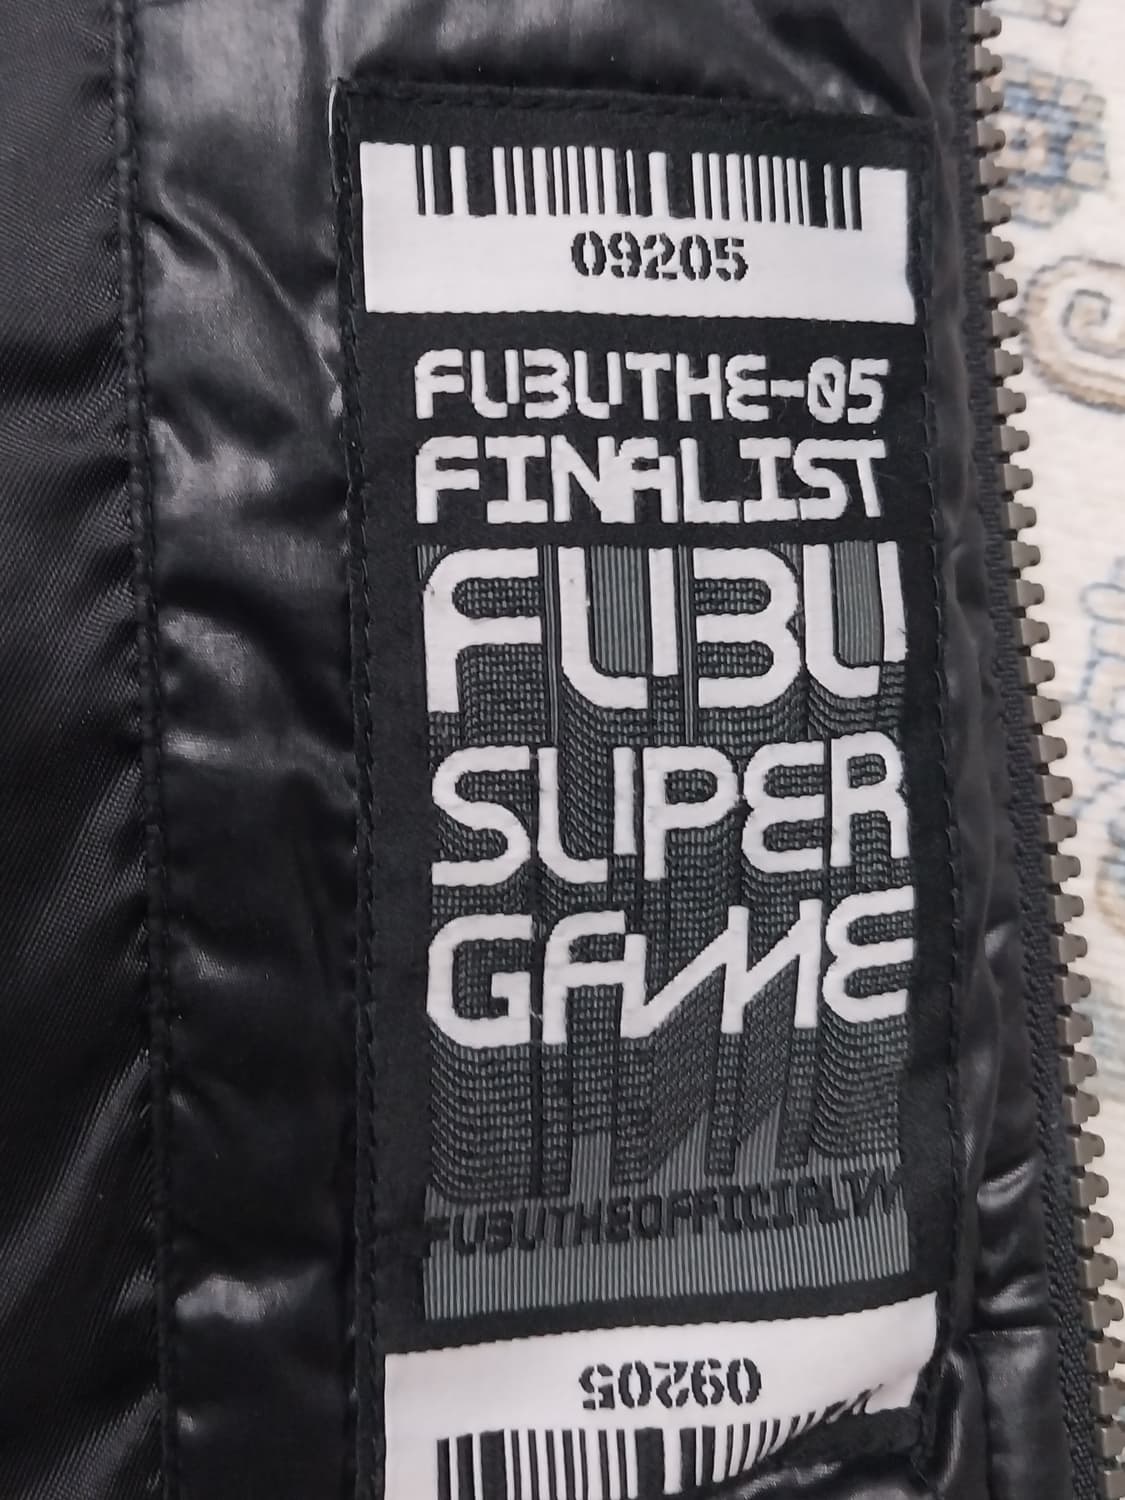 09205
FUBUTHE-05
FINALIST
FUBU
SUPER
GAME
FUBUTHEOFFICIALTM
09205